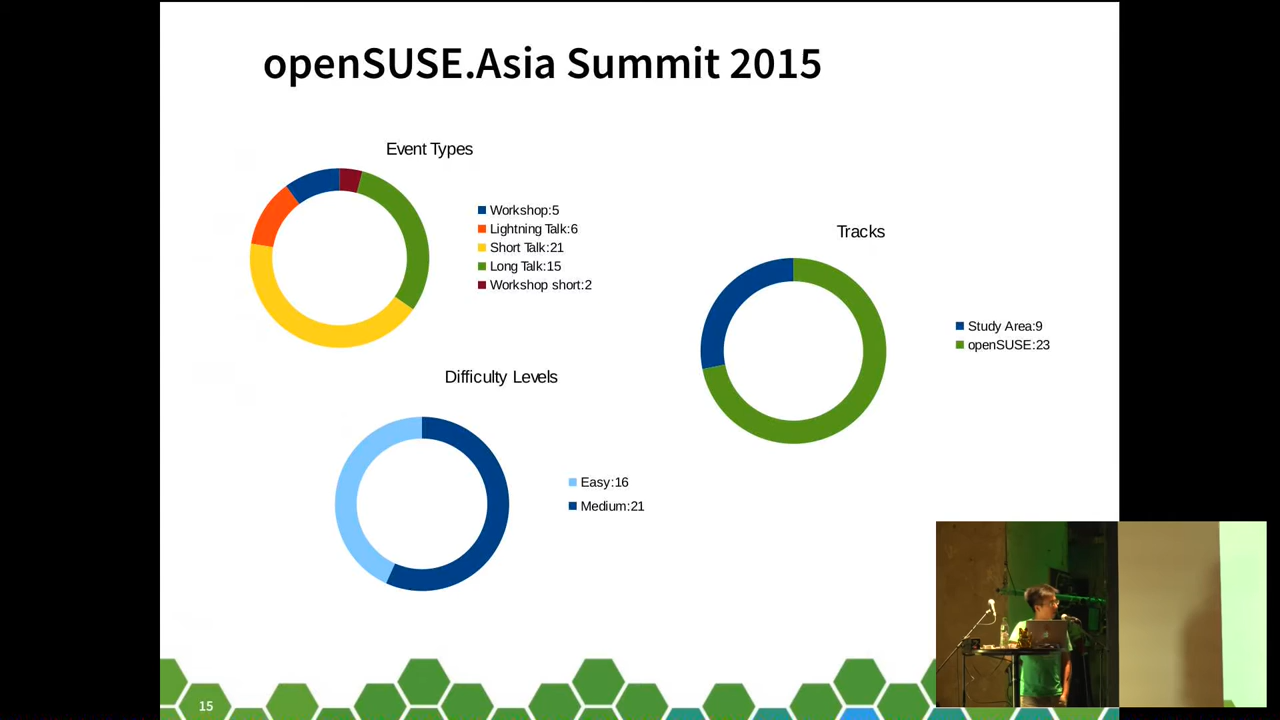 openSUSE.Asia Summit 2015
Event Types
Workshop:5
Lightning Talk:6
Short Talk:21
Long Talk:15
Workshop short:2
Tracks
Study Area:9
openSUSE:23
Difficulty Levels
Easy:16
Medium:21
15